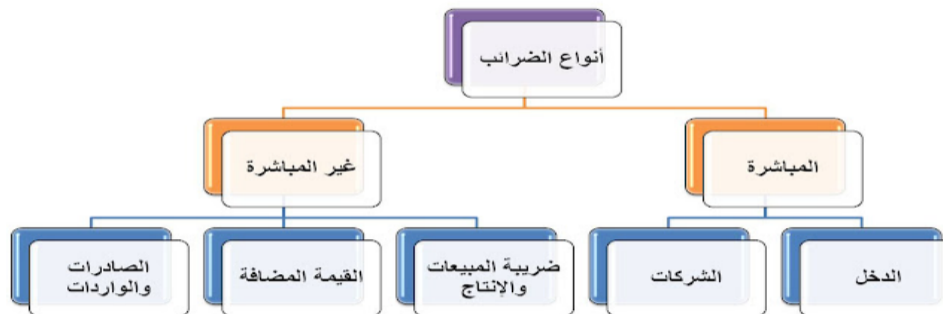 أنواع الضرائب
المباشرة
غير المباشرة
الدخل
الشركات
ضريبة المبيعات
والإنتاج
القيمة المضافة
الصادرات
والواردات